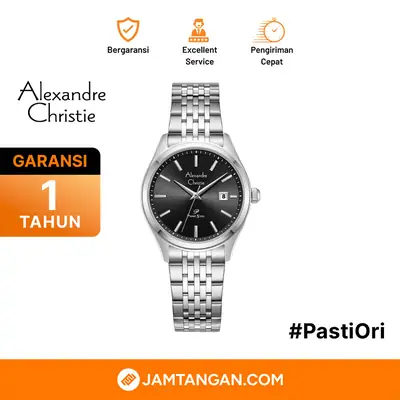 Bergaransi
Excellent
Service
Pengiriman
Cepat
Alexandre
Christie
GARANSI
1
TAHUN
Alexandre
Christie
#PastiOri
JAMTANGAN.COM